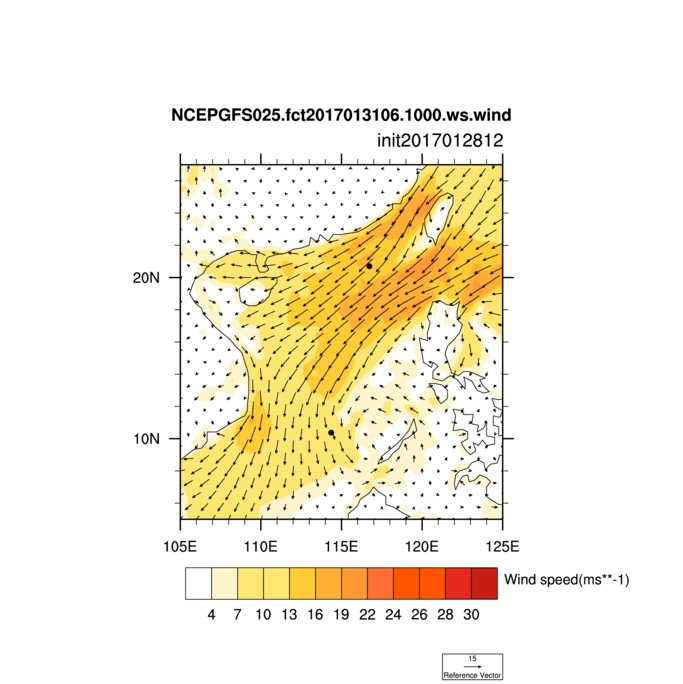 NCEPGFS025.fct2017013106.1000.ws.wind
init2017012812
20N
10N
105E 110E 115E 120E 125E
Wind speed(ms**-1)
4 7 10 13 16 19 22 24 26 28 30
15
Reference Vector